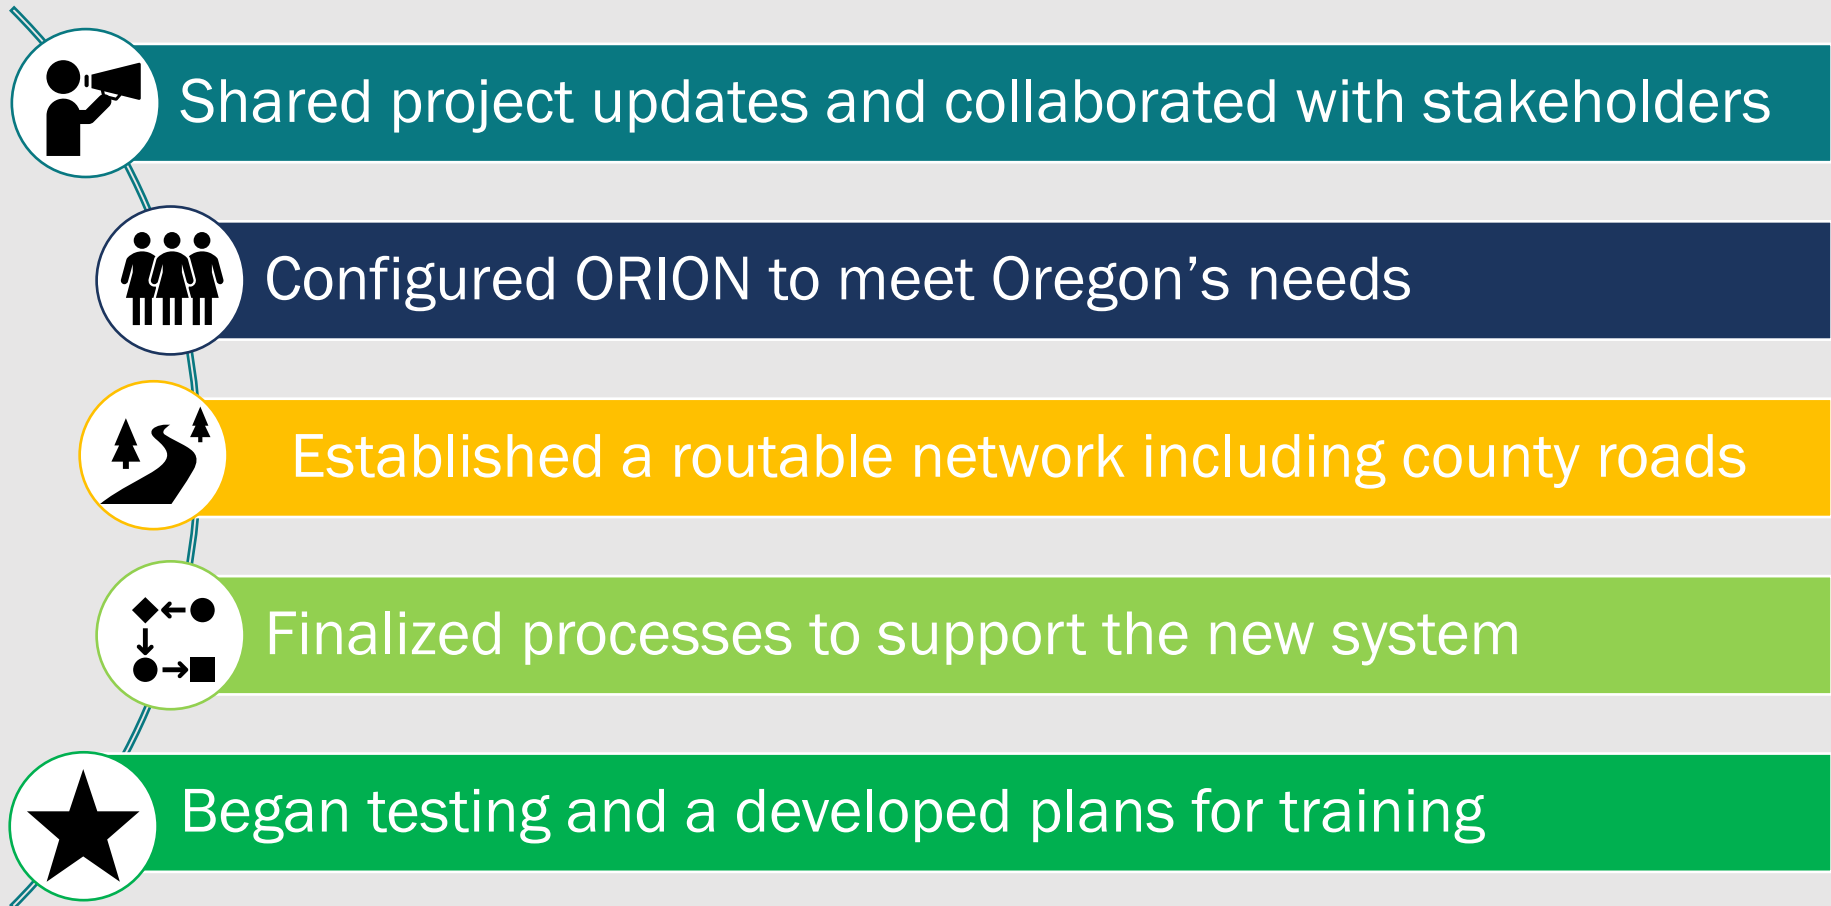 Shared project updates and collaborated with stakeholders
Configured ORION to meet Oregon’s needs
Established a routable network including county roads
Finalized processes to support the new system
Began testing and a developed plans for training